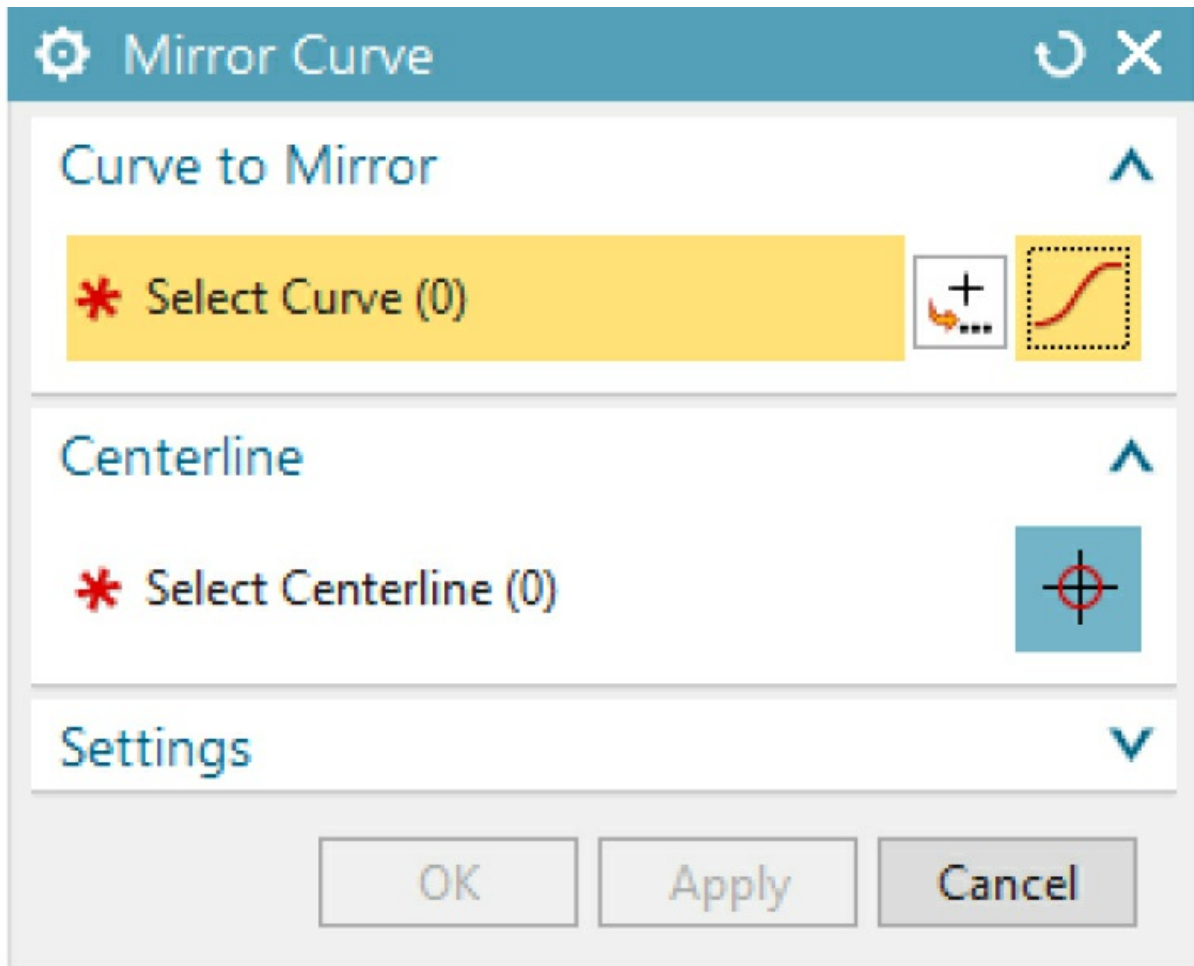 Mirror Curve
Curve to Mirror
* Select Curve (0)
Centerline
* Select Centerline (0)
Settings
OK Apply Cancel